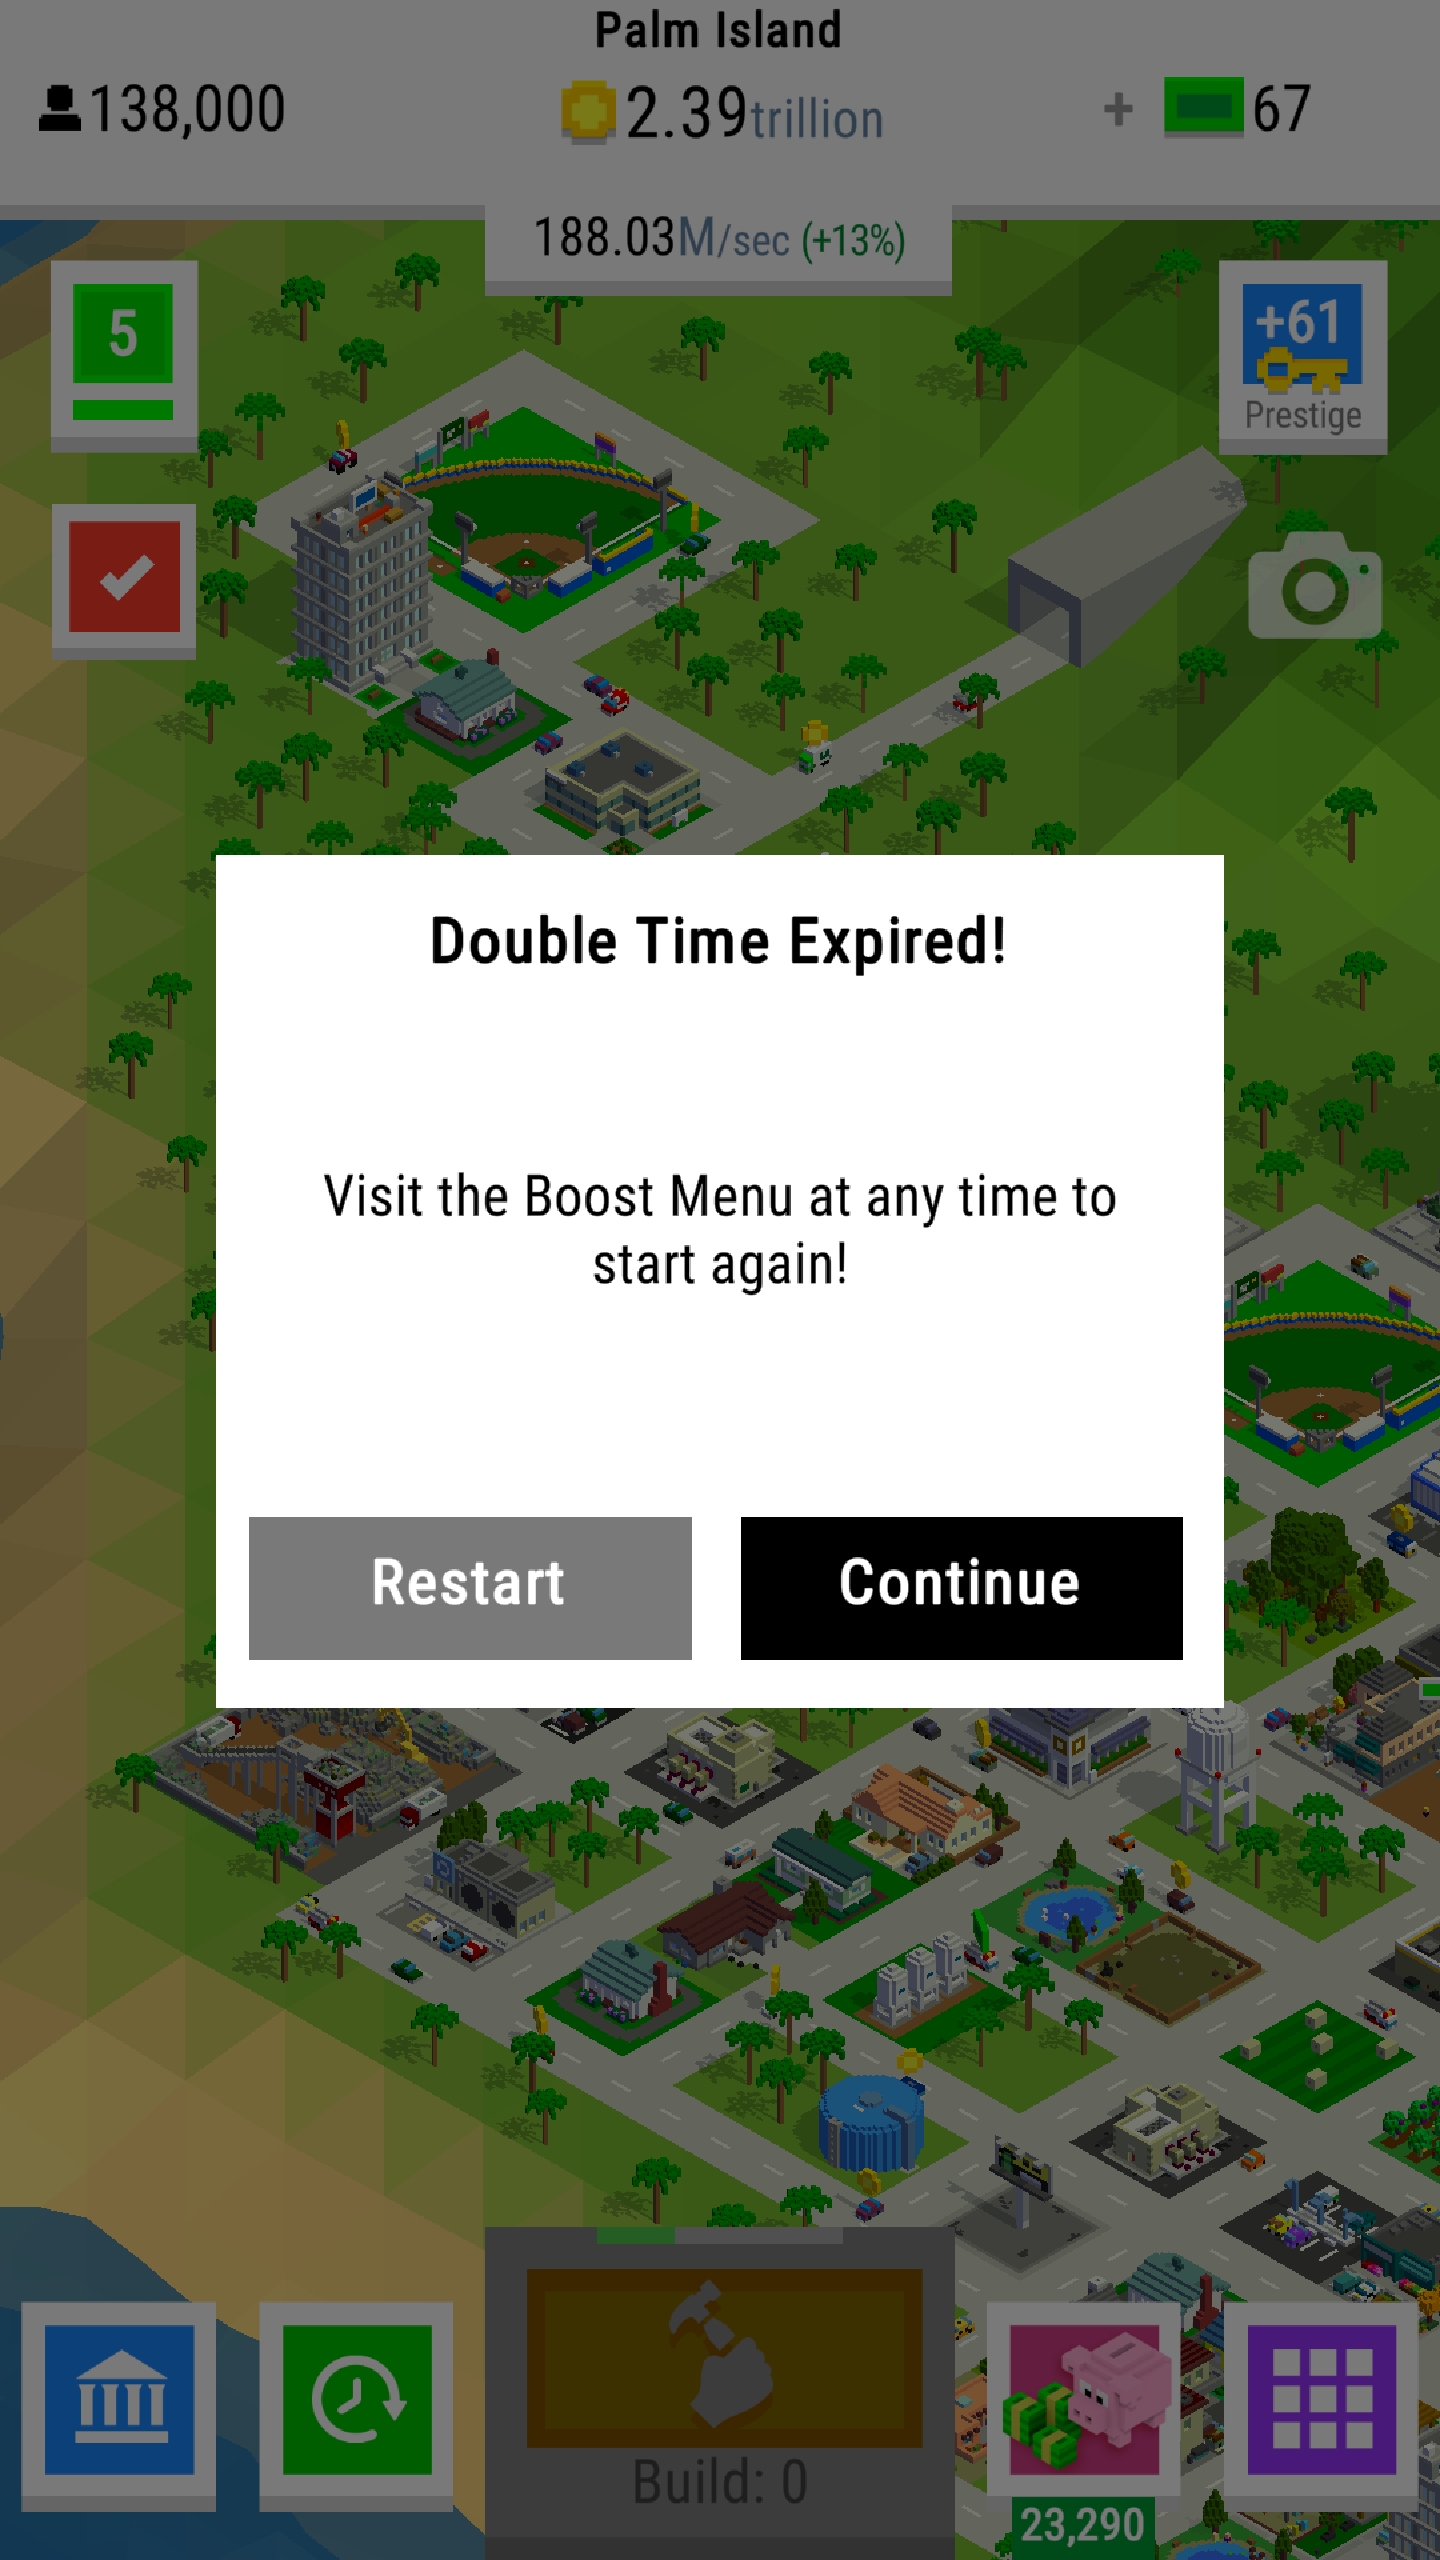 Palm Island
138,000
2.39trillion
+ 67
188.03M/sec (+13%)
5
+61
Prestige
Double Time Expired!
Visit the Boost Menu at any time to
start again!
Restart
Continue
Build: 0
23,290